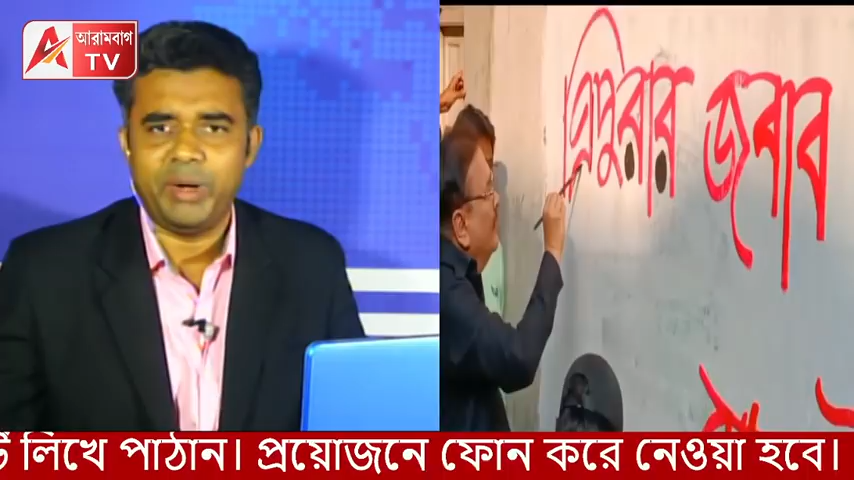 আরামবাগ
TV
ত্রিপুরার জবাব
লিখে পাঠান। প্রয়োজনে ফোন করে নেওয়া হবে।